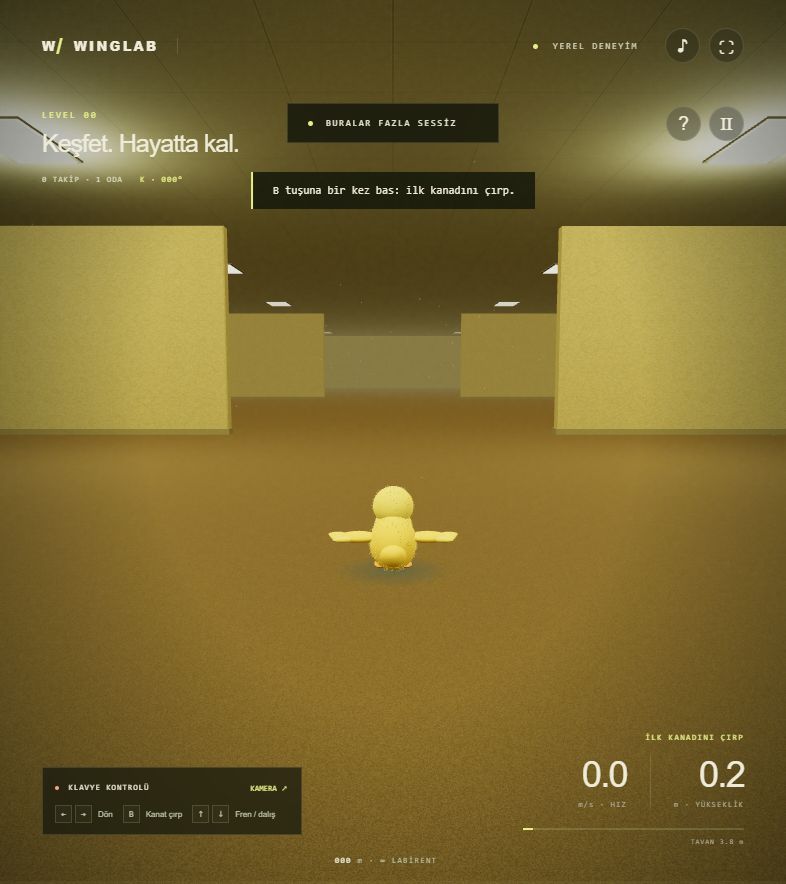 W/ WINGLAB
YEREL DENEYİM
LEVEL 00
Keşfet. Hayatta kal.
0 TAKİP · 1 ODA K · 000°
BURALAR FAZLA SESSİZ
? II
B tuşuna bir kez bas: ilk kanadını çırp.
İLK KANADINI ÇIRP
0.0 0.2
m/s · HIZ m · YÜKSEKLİK
TAVAN 3.8 m
KLAVYE KONTROLÜ KAMERA ↗
← → Dön B Kanat çırp ↑ ↓ Fren / dalış
000 m · ∞ LABİRENT